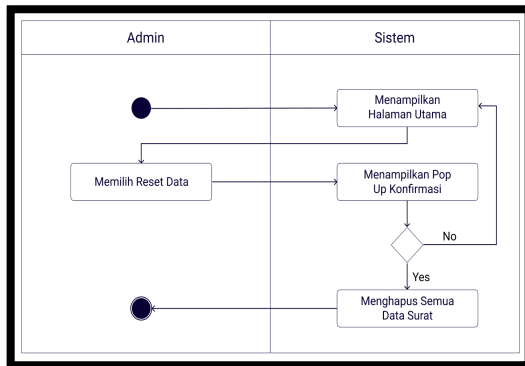 Admin
Sistem
Menampilkan
Halaman Utama
Memilih Reset Data
Menampilkan Pop
Up Konfirmasi
No
Yes
Menghapus Semua
Data Surat